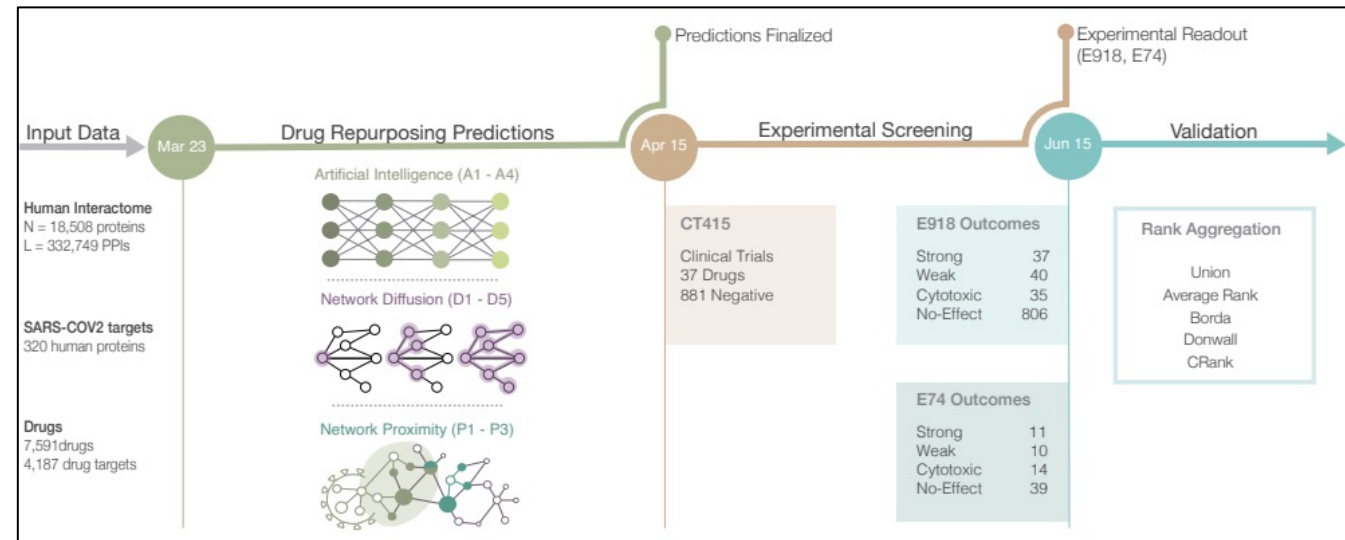 Predictions Finalized
Experimental Readout
(E918, E74)
Input Data
Mar 23
Drug Repurposing Predictions
Apr 15
Experimental Screening
Jun 15
Validation
Human Interactome
N = 18,508 proteins
L = 332,749 PPIs
SARS-COV2 targets
320 human proteins
Drugs
7,591drugs
4,187 drug targets
Artificial Intelligence (A1 - A4)
Network Diffusion (D1 - D5)
Network Proximity (P1 - P3)
CT415
Clinical Trials
37 Drugs
881 Negative
E918 Outcomes
Strong 37
Weak 40
Cytotoxic 35
No-Effect 806
E74 Outcomes
Strong 11
Weak 10
Cytotoxic 14
No-Effect 39
Rank Aggregation
Union
Average Rank
Borda
Donwall
CRank